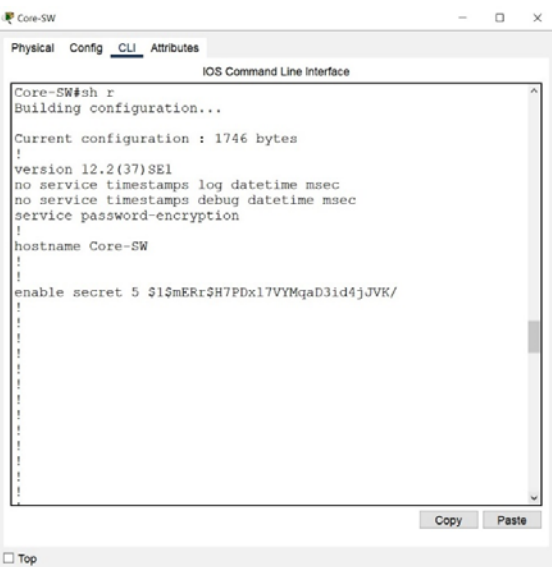 Core-SW
Physical Config CLI Attributes
IOS Command Line Interface
Core-SW#sh r
Building configuration...
Current configuration : 1746 bytes
!
version 12.2(37)SE1
no service timestamps log datetime msec
no service timestamps debug datetime msec
service password-encryption
!
hostname Core-SW
!
!
enable secret 5 $1$mERr$H7PDxl7VYMqaD3id4jJVK/
!
!
!
!
!
!
!
!
!
!
!
!
!
!
Copy Paste
Top